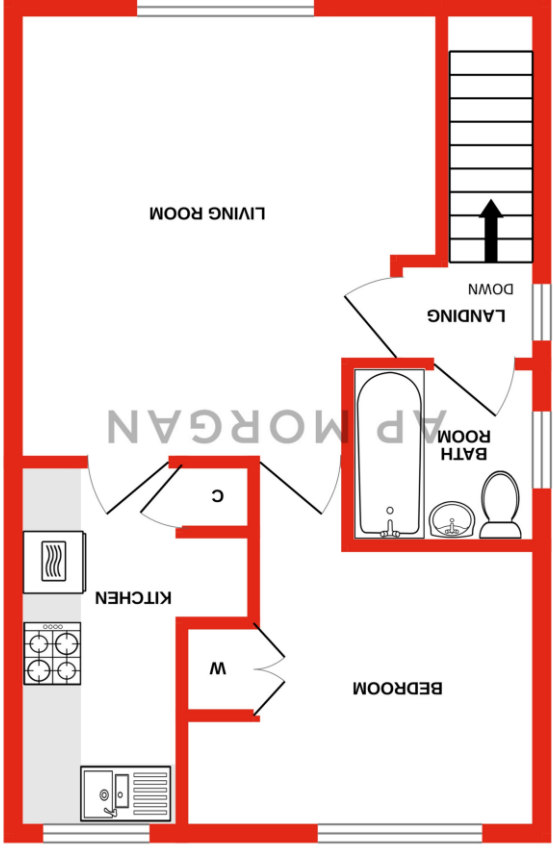 BEDROOM
W
KITCHEN
C
BATH
ROOM
AP MORGAN
LANDING
DOWN
LIVING ROOM